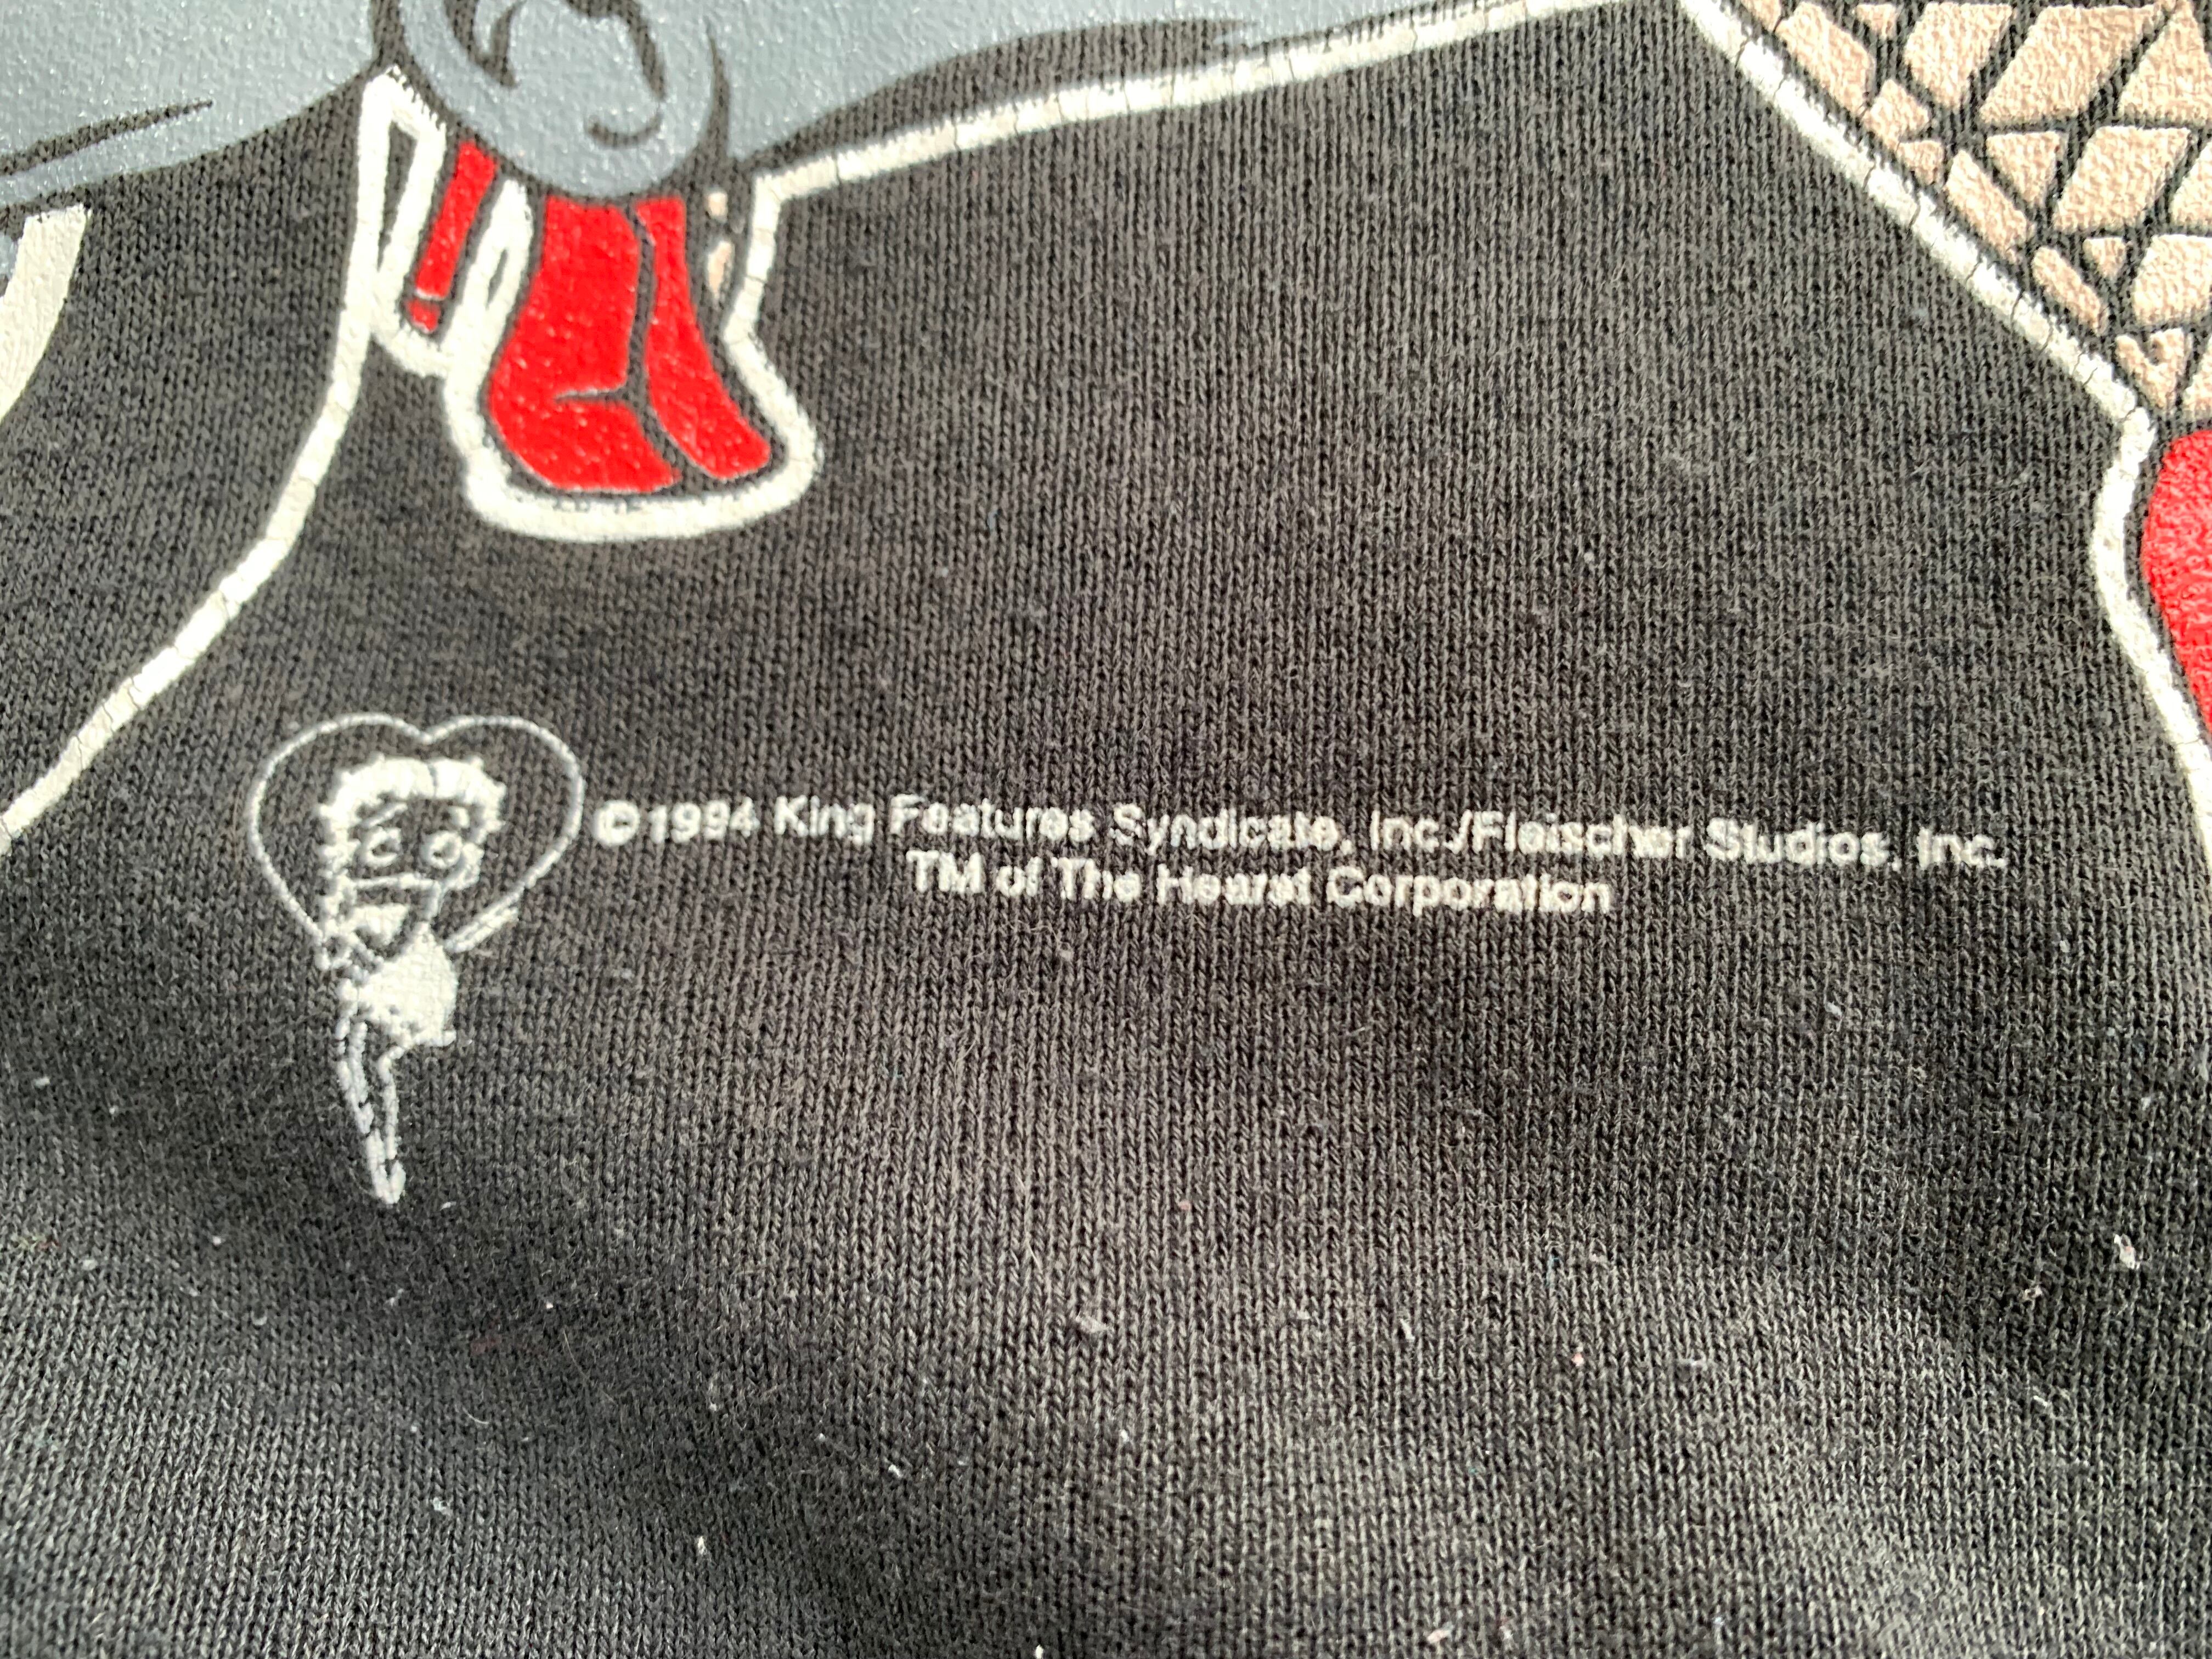 ©1994 King Features Syndicate, Inc./Fleischer Studios, Inc.
TM of The Hearst Corporation